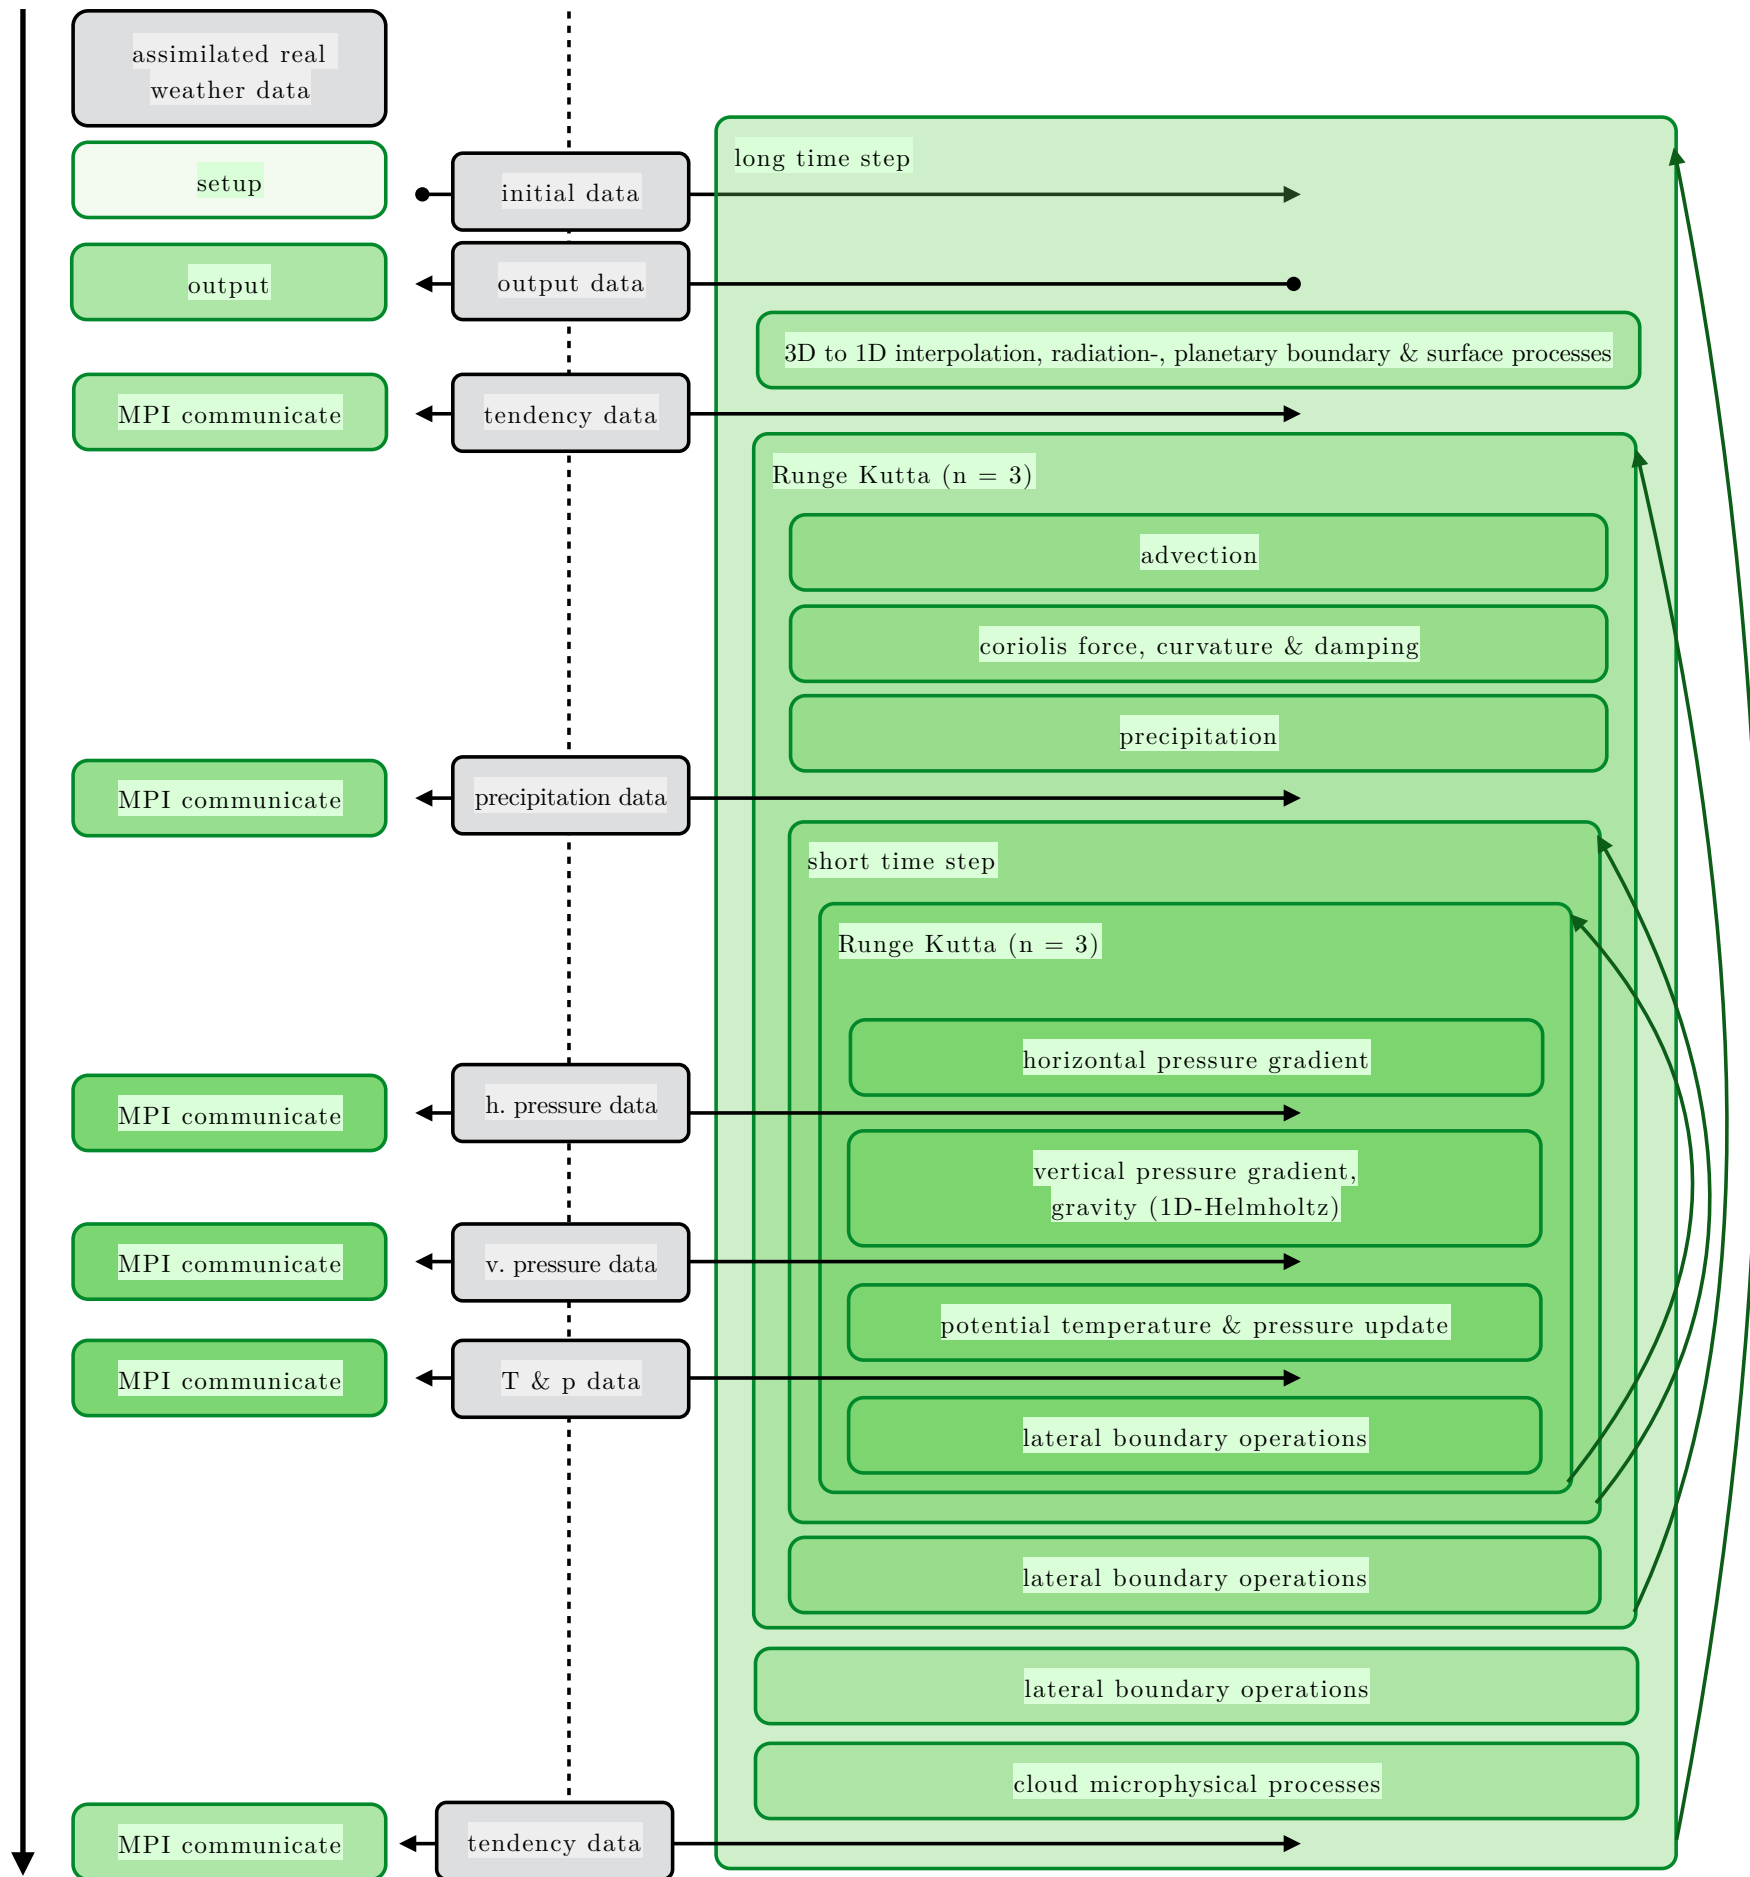 assimilated real
weather data
long time step
setup
initial data
output
output data
3D to 1D interpolation, radiation-, planetary boundary & surface processes
MPI communicate
tendency data
Runge Kutta (n = 3)
advection
coriolis force, curvature & damping
precipitation
MPI communicate
precipitation data
short time step
Runge Kutta (n = 3)
horizontal pressure gradient
MPI communicate
h. pressure data
vertical pressure gradient,
gravity (1D-Helmholtz)
MPI communicate
v. pressure data
potential temperature & pressure update
MPI communicate
T & p data
lateral boundary operations
lateral boundary operations
lateral boundary operations
cloud microphysical processes
MPI communicate
tendency data